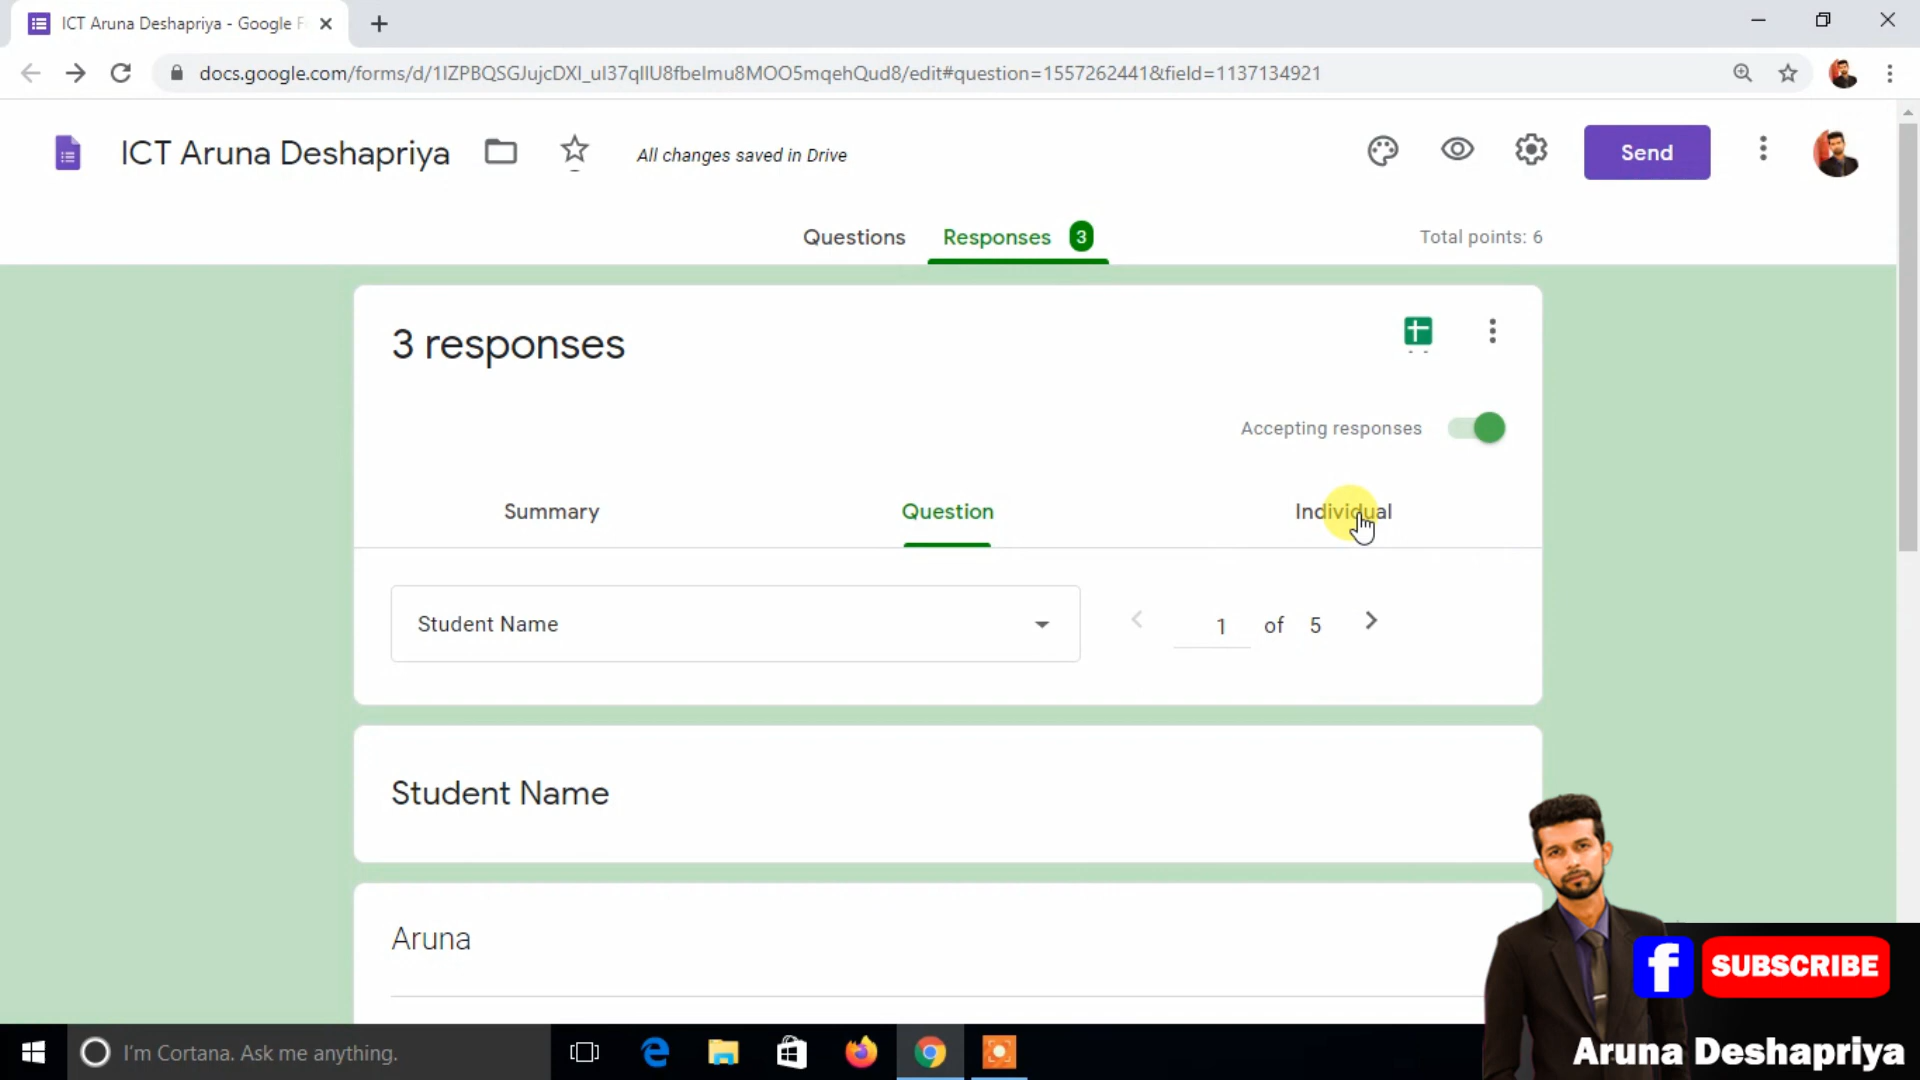 ICT Aruna Deshapriya - Google F
docs.google.com/forms/d/1IZPBQSGJujcDXI_uI37qIIU8fbeImu8MOO5mqehQud8/edit#question=1557262441&field=1137134921
ICT Aruna Deshapriya
All changes saved in Drive
Send
Questions
Responses 3
Total points: 6
3 responses
Accepting responses
Summary
Question
Individual
Student Name
1 of 5
Student Name
Aruna
SUBSCRIBE
I'm Cortana. Ask me anything.
Aruna Deshapriya